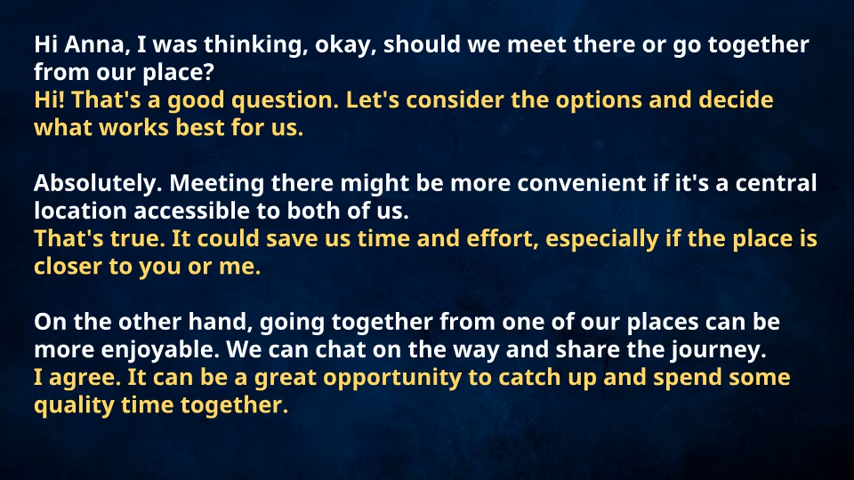 Hi Anna, I was thinking, okay, should we meet there or go together
from our place?
Hi! That's a good question. Let's consider the options and decide
what works best for us.
Absolutely. Meeting there might be more convenient if it's a central
location accessible to both of us.
That's true. It could save us time and effort, especially if the place is
closer to you or me.
On the other hand, going together from one of our places can be
more enjoyable. We can chat on the way and share the journey.
I agree. It can be a great opportunity to catch up and spend some
quality time together.